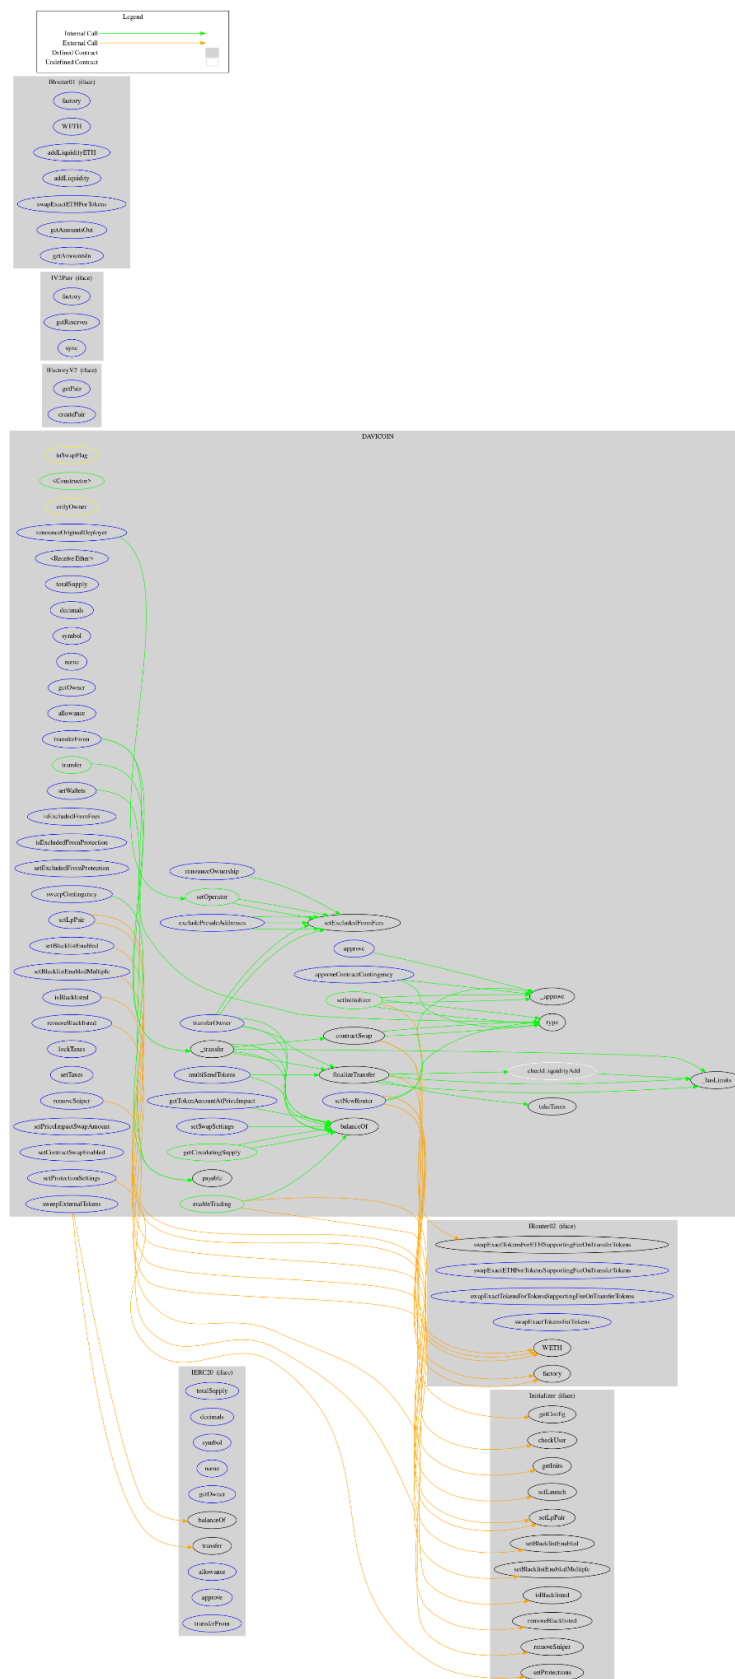 Legend
Internal Call
External Call
Defined Contract
Undefined Contract
IRouter01 (iface)
factory
WETH
addLiquidityETH
addLiquidity
swapExactETHForTokens
getAmountsOut
getAmountsIn
IV2Pair (iface)
factory
getReserves
sync
IFactoryV2 (iface)
getPair
createPair
DAVICOIN
inSwapFlag
<Constructor>
onlyOwner
renounceOriginalDeployer
<Receive Ether>
totalSupply
decimals
symbol
name
getOwner
allowance
transferFrom
transfer
setWallets
isExcludedFromFees
isExcludedFromProtection
setExcludedFromProtection
sweepContingency
setLpPair
setBlacklistEnabled
setBlacklistEnabledMultiple
isBlacklisted
removeBlacklisted
lockTaxes
setTaxes
removeSniper
setPriceImpactSwapAmount
setContractSwapEnabled
setProtectionSettings
sweepExternalTokens
renounceOwnership
setOperator
excludePresaleAddresses
transferOwner
_transfer
multiSendTokens
getTokenAmountAtPriceImpact
setSwapSettings
getCirculatingSupply
payable
enableTrading
setExcludedFromFees
approve
approveContractContingency
setInitializer
contractSwap
finalizeTransfer
setNewRouter
balanceOf
_approve
type
checkLiquidityAdd
takeTaxes
_hasLimits
IRouter02 (iface)
swapExactTokensForETHSupportingFeeOnTransferTokens
swapExactETHForTokensSupportingFeeOnTransferTokens
swapExactTokensForTokensSupportingFeeOnTransferTokens
swapExactTokensForTokens
WETH
factory
IERC20 (iface)
totalSupply
decimals
symbol
name
getOwner
balanceOf
transfer
allowance
approve
transferFrom
Initializer (iface)
getConfig
checkUser
getInits
setLaunch
setLpPair
setBlacklistEnabled
setBlacklistEnabledMultiple
isBlacklisted
removeBlacklisted
removeSniper
setProtections